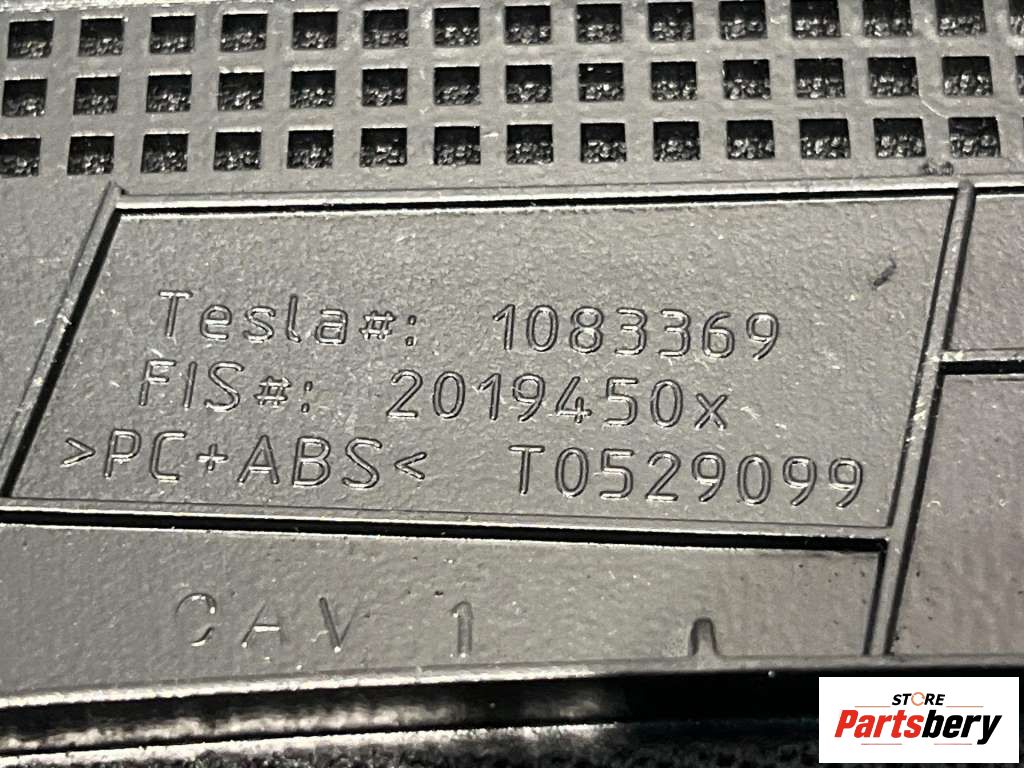 Tesla#: 1083369
FIS#: 2019450x
>PC+ABS< T0529099
CAV 1
STORE
Partsbery